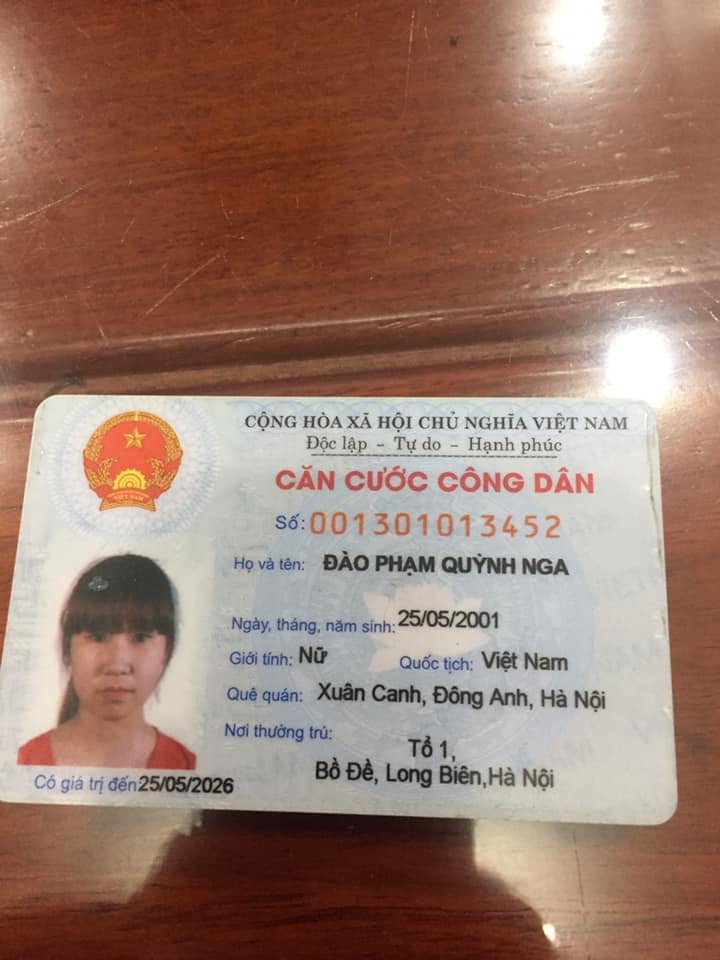 CỘNG HÒA XÃ HỘI CHỦ NGHĨA VIỆT NAM
Độc lập - Tự do - Hạnh phúc
CĂN CƯỚC CÔNG DÂN
Số: 001301013452
Họ và tên: ĐÀO PHẠM QUỲNH NGA
Ngày, tháng, năm sinh: 25/05/2001
Giới tính: Nữ Quốc tịch: Việt Nam
Quê quán: Xuân Canh, Đông Anh, Hà Nội
Nơi thường trú:
Tổ 1,
Bồ Đề, Long Biên,Hà Nội
Có giá trị đến 25/05/2026
VIỆT NAM